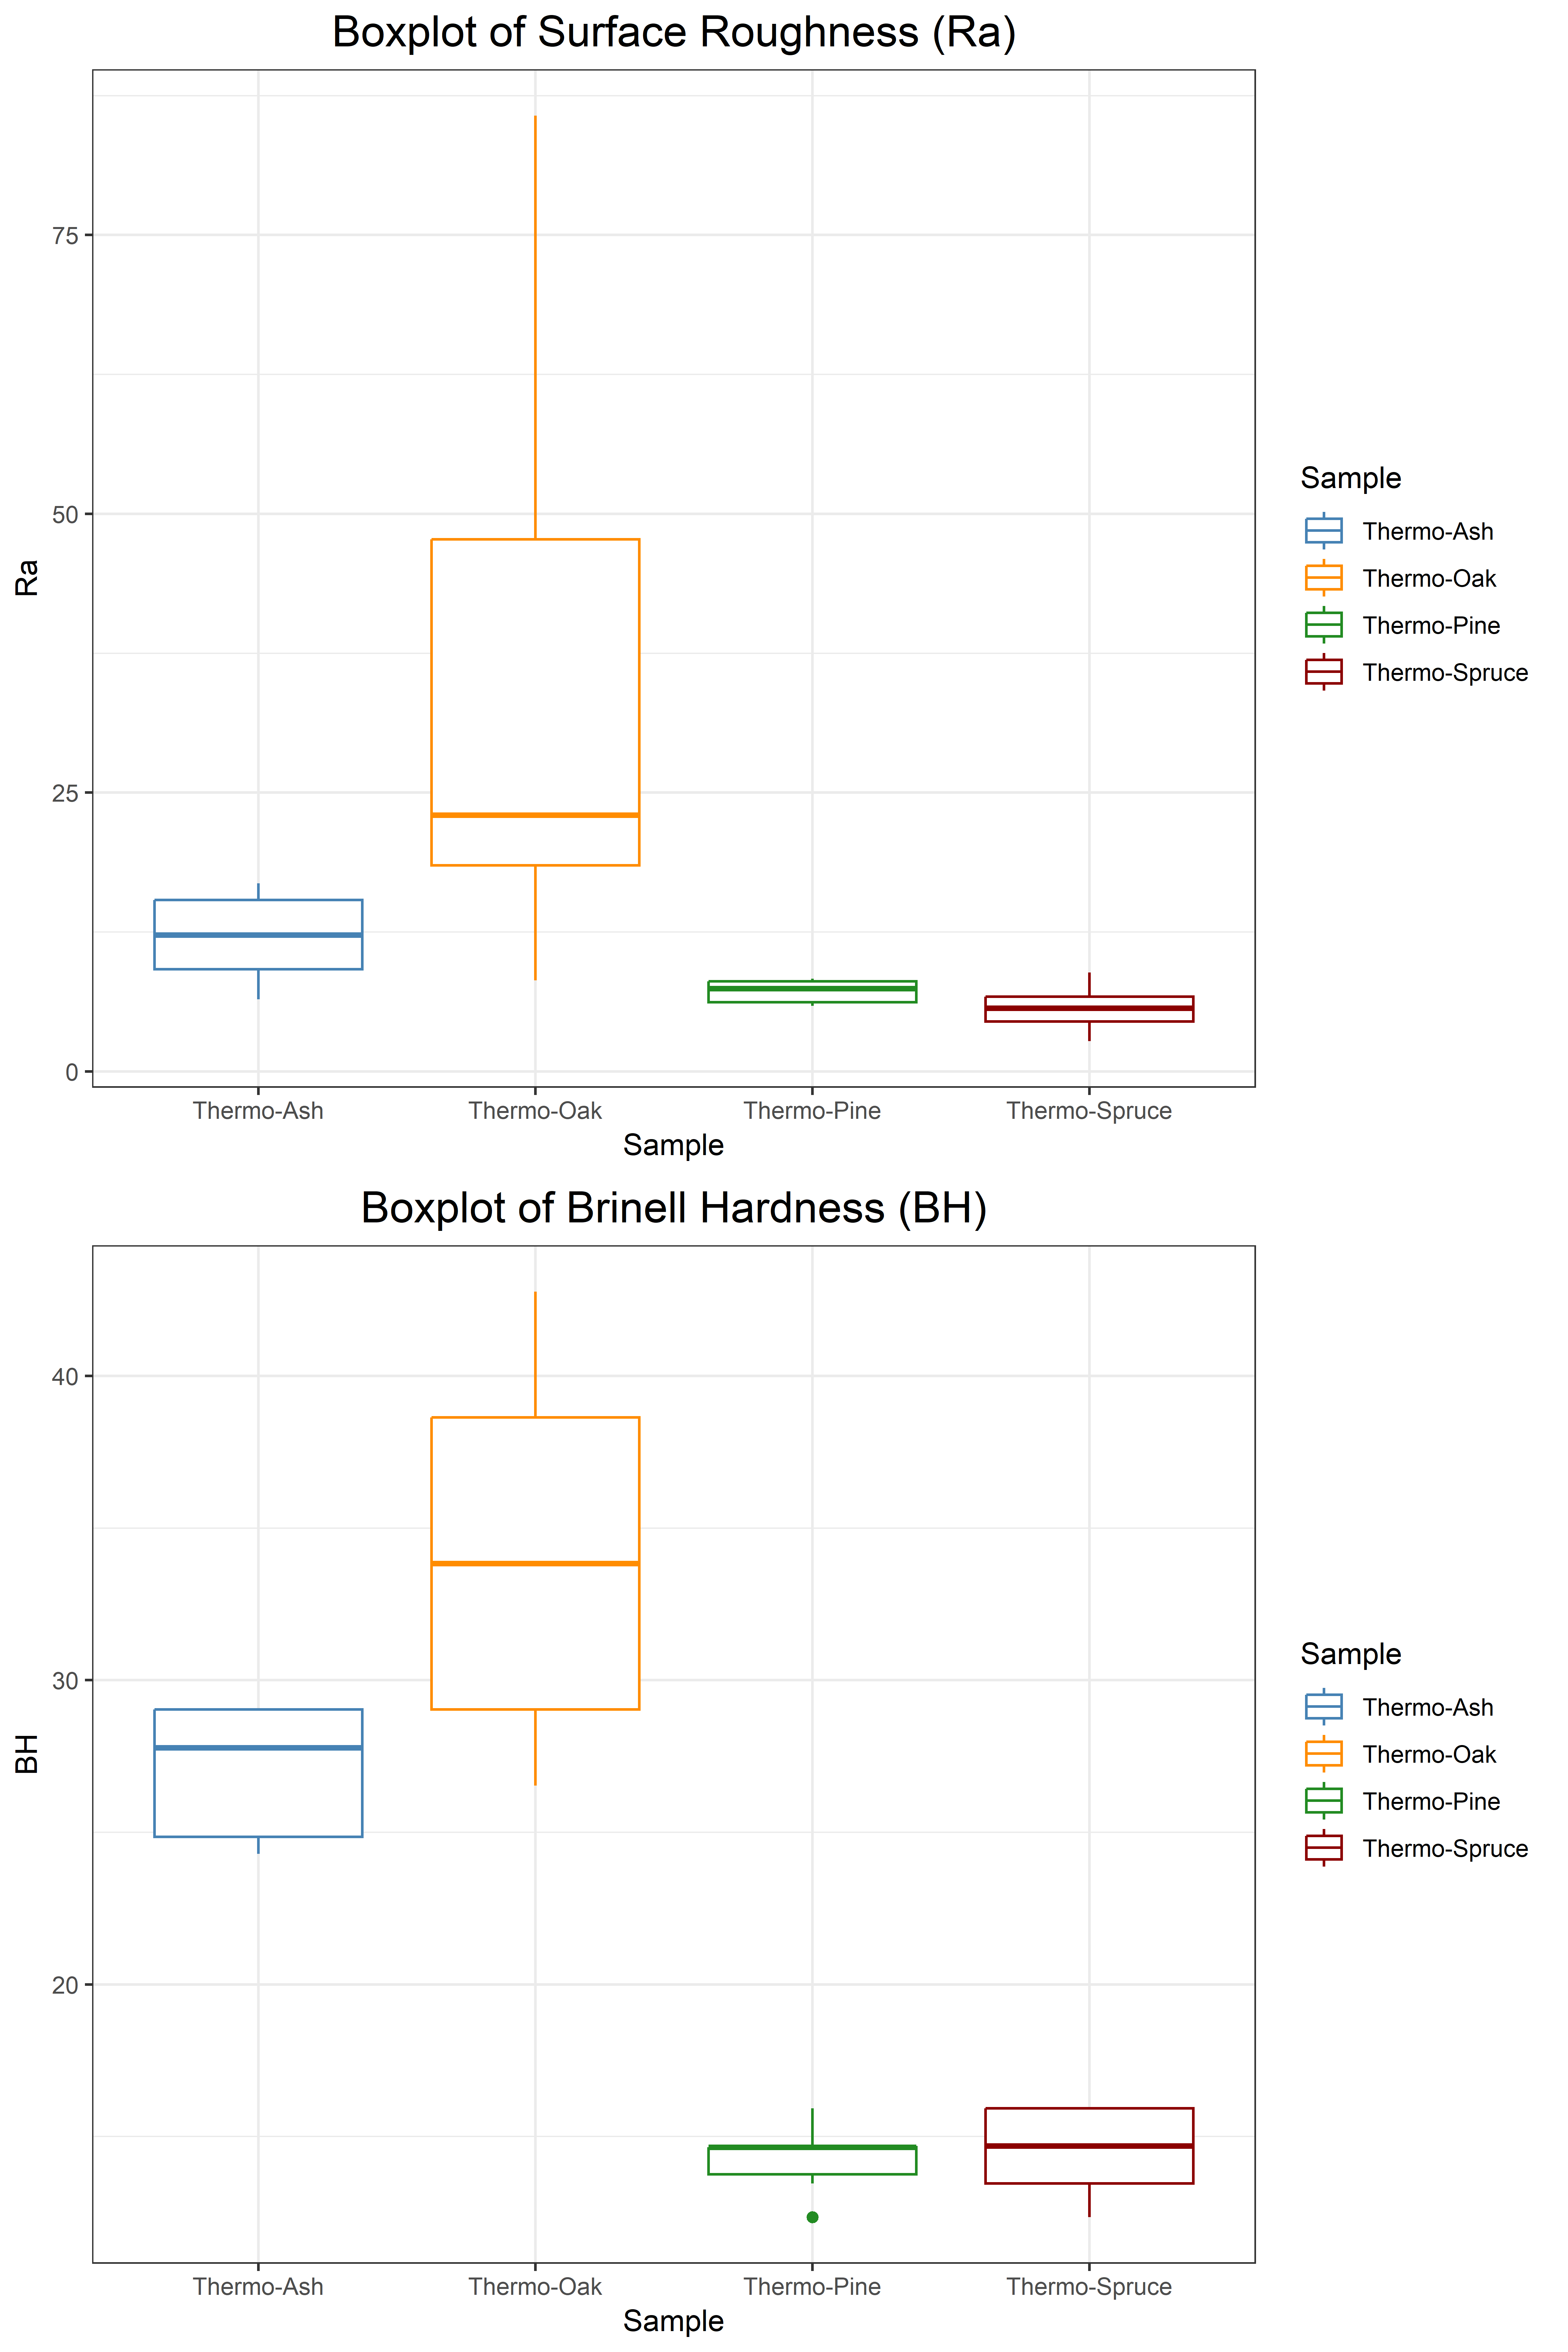 Boxplot of Surface Roughness (Ra)
75
50
25
0
Ra
Thermo-Ash
Thermo-Oak
Thermo-Pine
Thermo-Spruce
Sample
Sample
Thermo-Ash
Thermo-Oak
Thermo-Pine
Thermo-Spruce
Boxplot of Brinell Hardness (BH)
40
30
20
BH
Thermo-Ash
Thermo-Oak
Thermo-Pine
Thermo-Spruce
Sample
Sample
Thermo-Ash
Thermo-Oak
Thermo-Pine
Thermo-Spruce